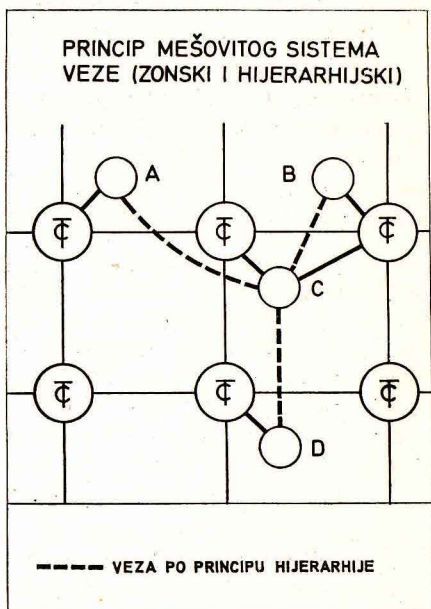 PRINCIP MEŠOVITOG SISTEMA
VEZE (ZONSKI I HIJERARHIJSKI)
A
B
C
D
VEZA PO PRINCIPU HIJERARHIJE